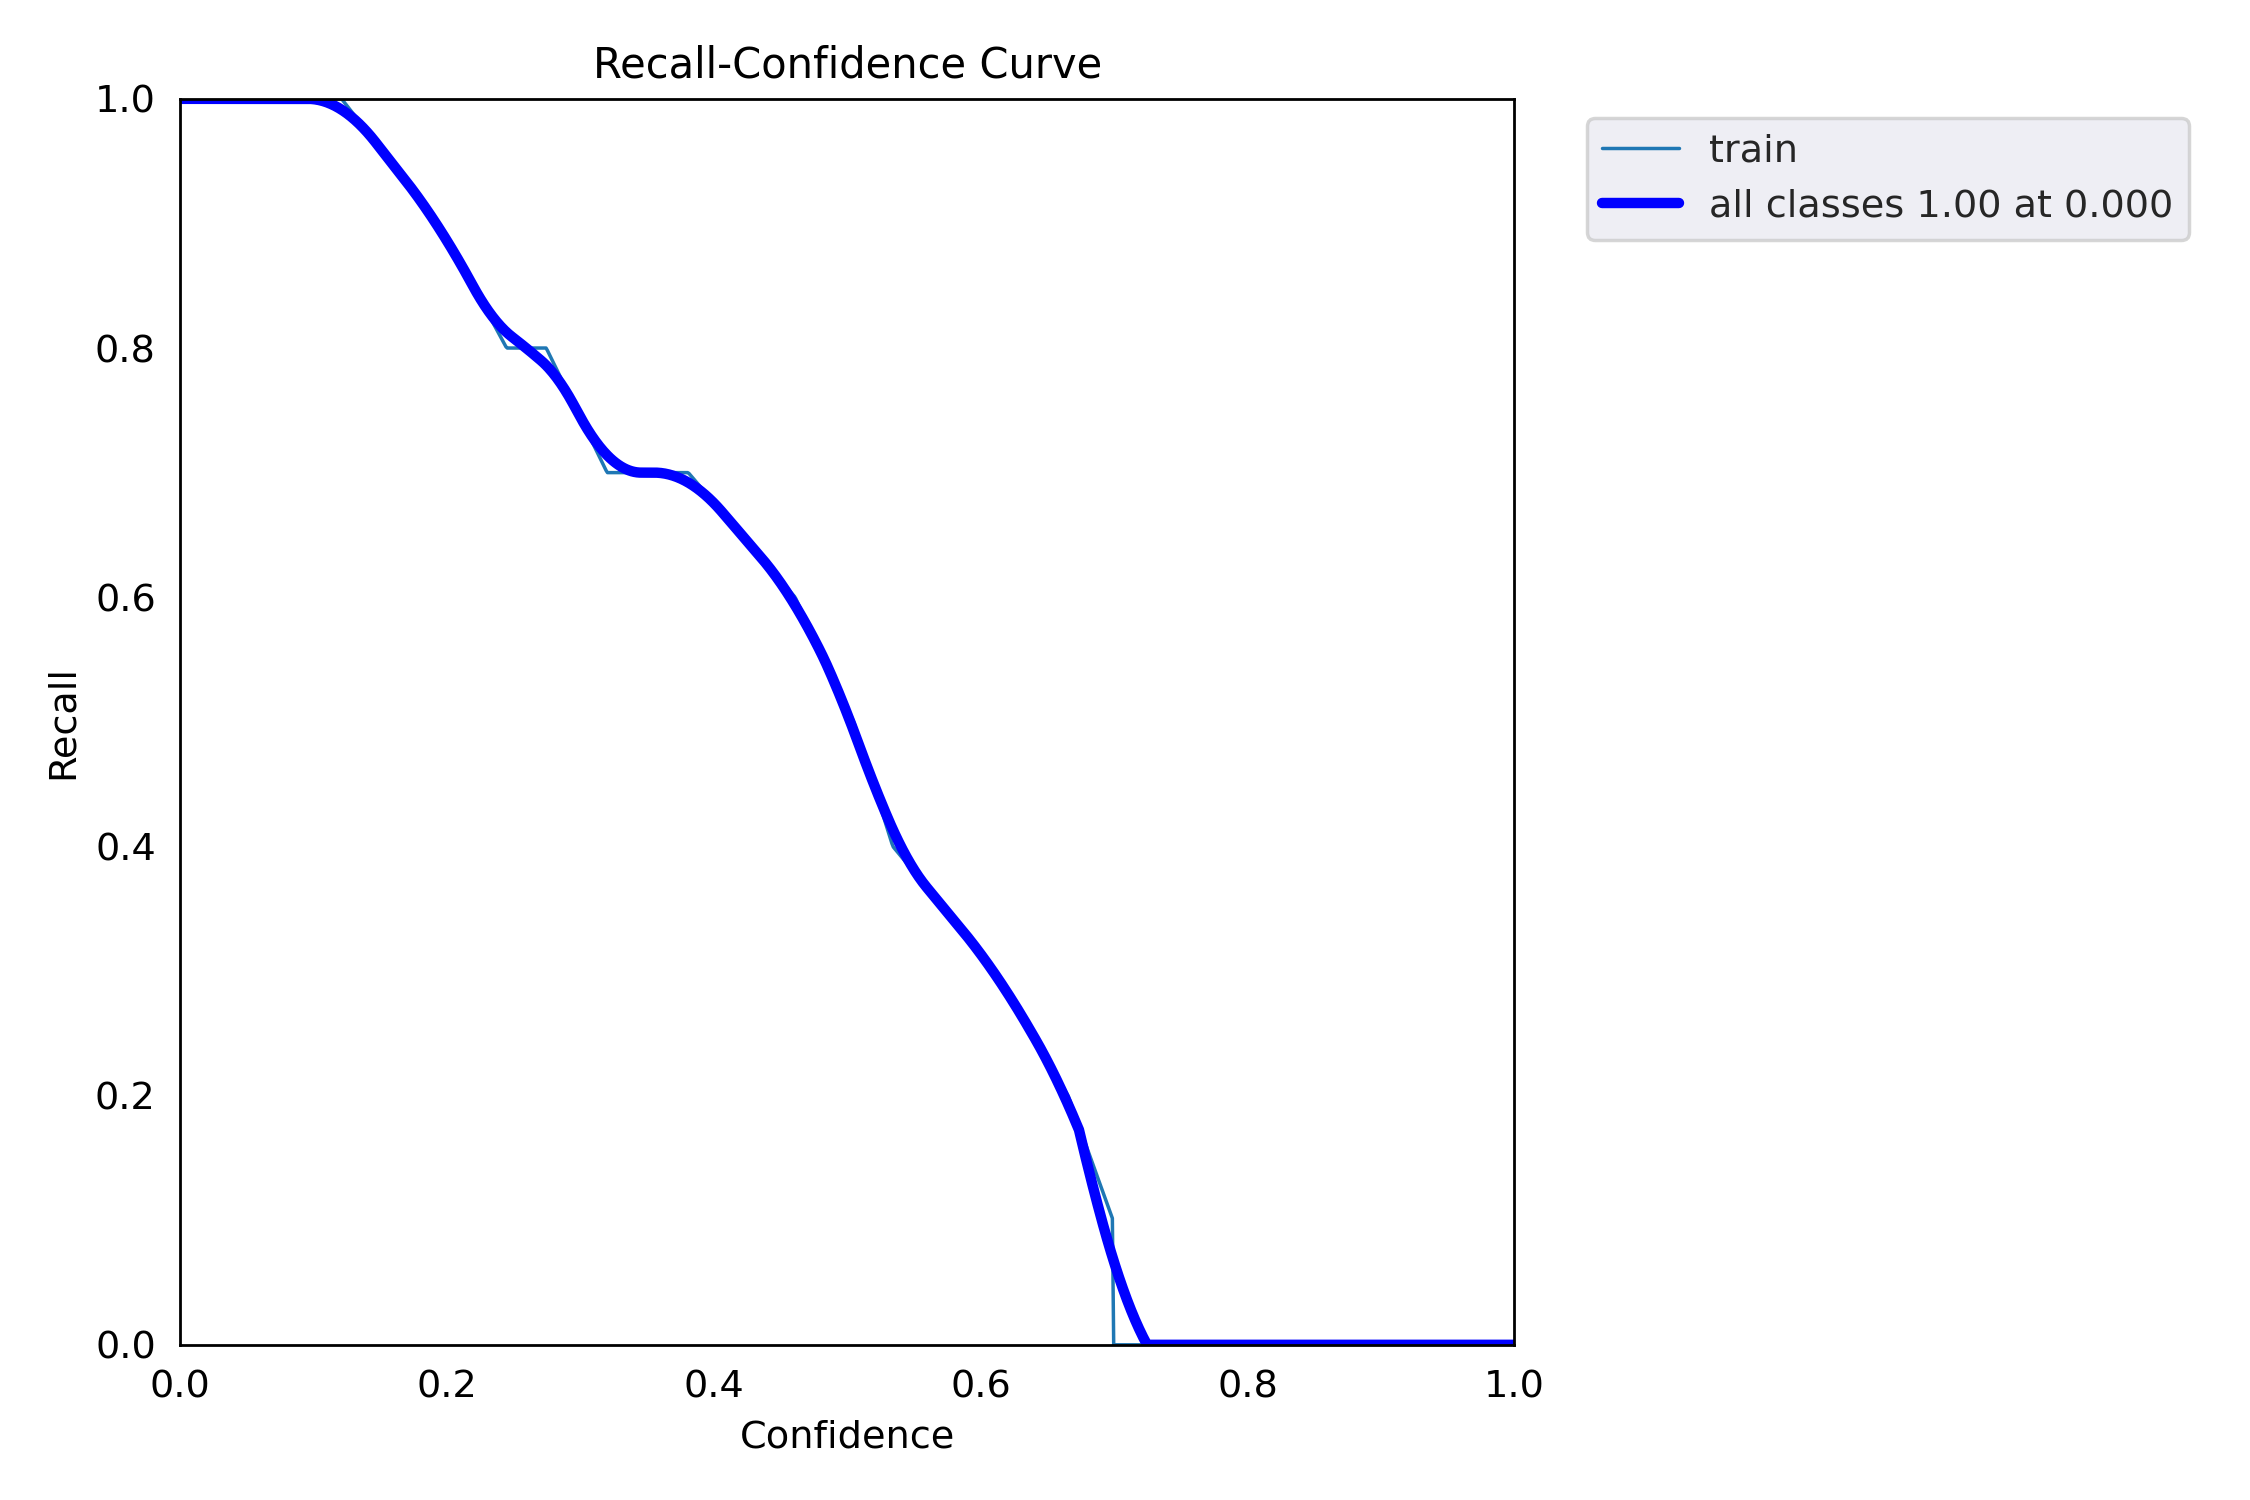 Recall-Confidence Curve
train
all classes 1.00 at 0.000
Recall
1.0
0.8
0.6
0.4
0.2
0.0
0.0 0.2 0.4 0.6 0.8 1.0
Confidence